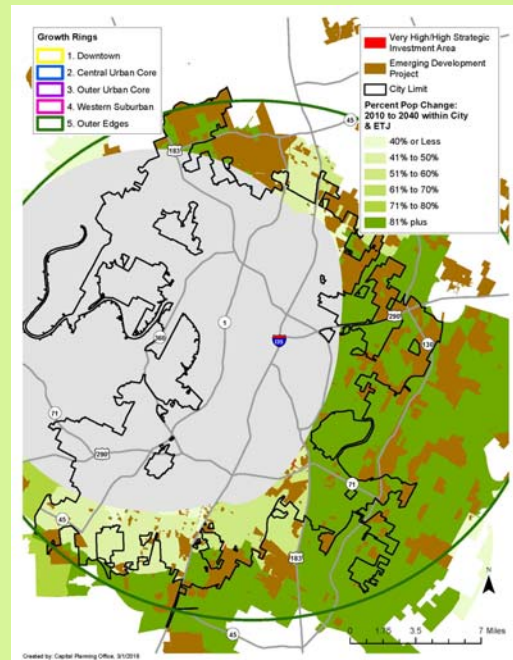 Growth Rings
1. Downtown
2. Central Urban Core
3. Outer Urban Core
4. Western Suburban
5. Outer Edges
Very High/High Strategic
Investment Area
Emerging Development
Project
City Limit
Percent Pop Change:
2010 to 2040 within City
& ETJ
40% or Less
41% to 50%
51% to 60%
61% to 70%
71% to 80%
81% plus
45
183
290
130
360
1
71
290
71
45
183
45
N
0 1.75 3.5 7 Miles
Created by: Capital Planning Office, 3/1/2016